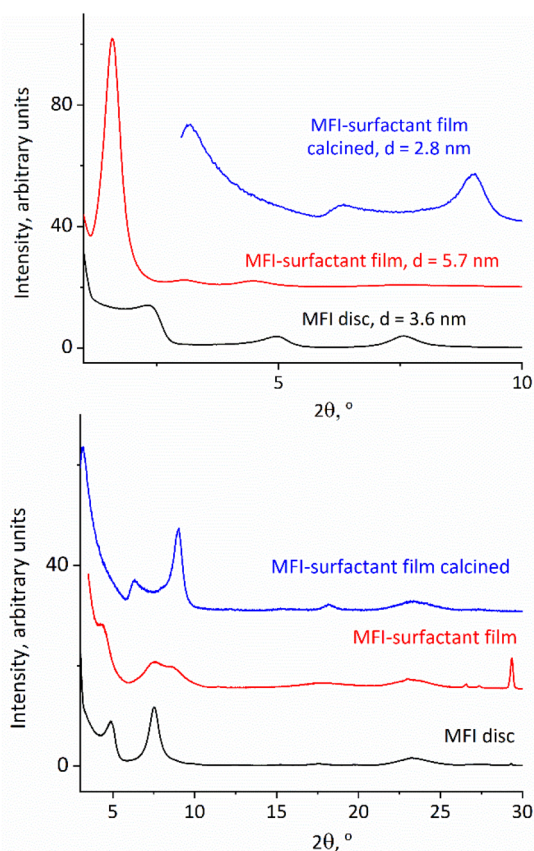 Intensity, arbitrary units
80
40
0
MFI-surfactant film
calcined, d = 2.8 nm
MFI-surfactant film, d = 5.7 nm
MFI disc, d = 3.6 nm
5
10
2θ, º
Intensity, arbitrary units
40
0
MFI-surfactant film calcined
MFI-surfactant film
MFI disc
5
10
15
20
25
30
2θ, º